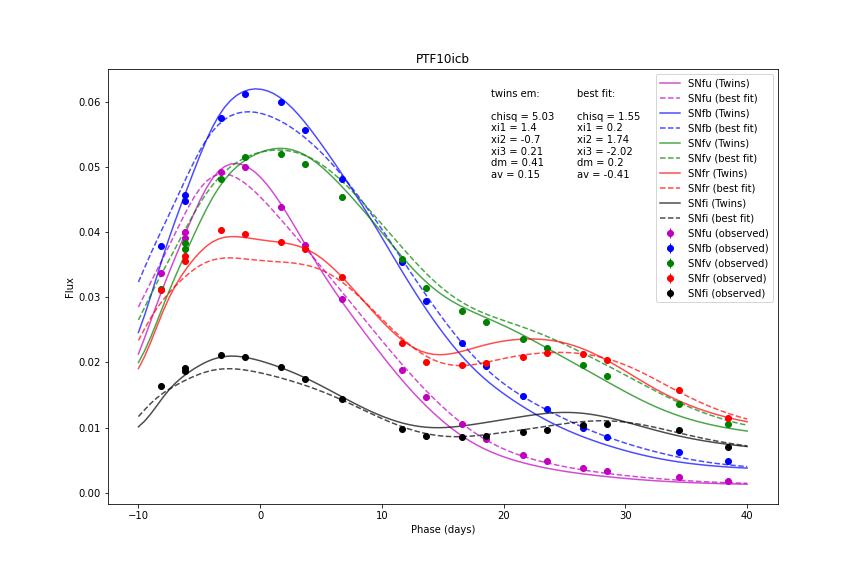 PTF10icb
twins em: best fit:
chisq = 5.03 chisq = 1.55
xi1 = 1.4 xi1 = 0.2
xi2 = -0.7 xi2 = 1.74
xi3 = 0.21 xi3 = -2.02
dm = 0.41 dm = 0.2
av = 0.15 av = -0.41
SNfu (Twins)
SNfu (best fit)
SNfb (Twins)
SNfb (best fit)
SNfv (Twins)
SNfv (best fit)
SNfr (Twins)
SNfr (best fit)
SNfi (Twins)
SNfi (best fit)
SNfu (observed)
SNfb (observed)
SNfv (observed)
SNfr (observed)
SNfi (observed)
Flux
0.06
0.05
0.04
0.03
0.02
0.01
0.00
−10 0 10 20 30 40
Phase (days)